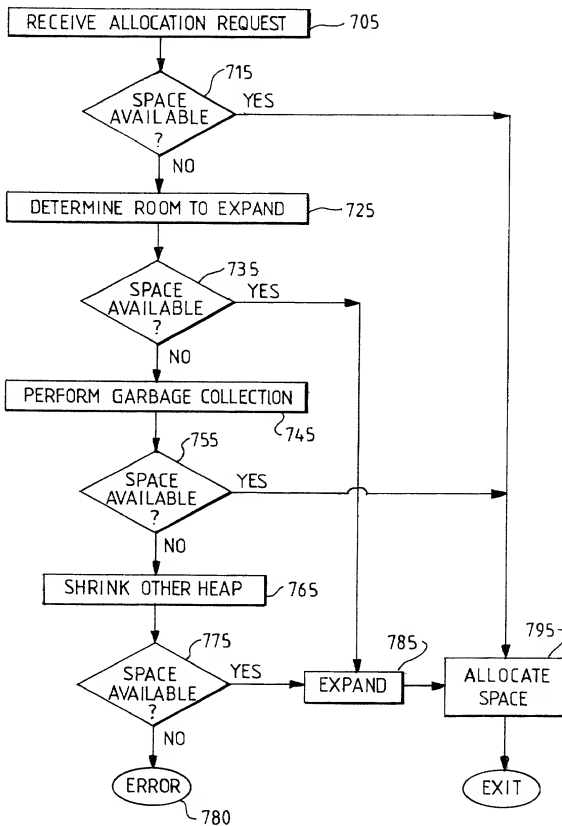 RECEIVE ALLOCATION REQUEST
705
715
SPACE
AVAILABLE
?
YES
NO
DETERMINE ROOM TO EXPAND
725
735
SPACE
AVAILABLE
?
YES
NO
PERFORM GARBAGE COLLECTION
745
755
SPACE
AVAILABLE
?
YES
NO
SHRINK OTHER HEAP
765
775
SPACE
AVAILABLE
?
YES
NO
785
EXPAND
795
ALLOCATE
SPACE
ERROR
780
EXIT